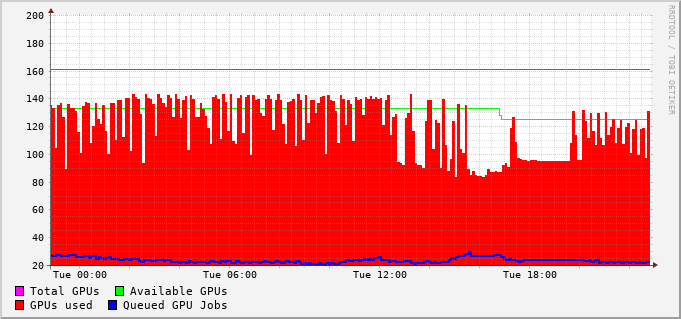 RRDTOOL / TOBI OETIKER
200
180
160
140
120
100
80
60
40
20
Tue 00:00 Tue 06:00 Tue 12:00 Tue 18:00
Total GPUs Available GPUs
GPUs used Queued GPU Jobs